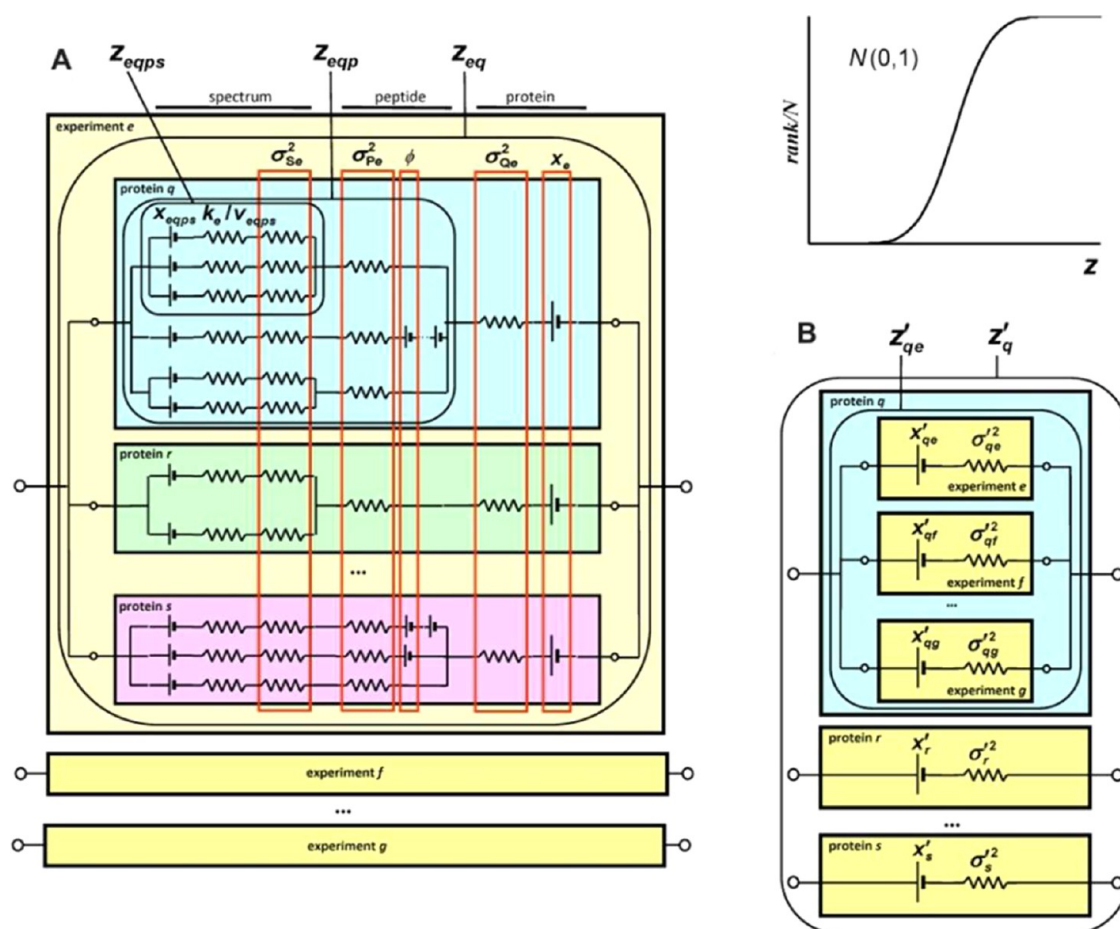 A
z_eqps
z_eqp
z_eq
spectrum
peptide
protein
experiment e
σ²_Se
σ²_Pe
ϕ
σ²_Qe
x_e
protein q
x_eqps k_e / v_eqps
protein r
...
protein s
experiment f
...
experiment g
rank/N
N(0,1)
z
B
z'_qe
z'_q
protein q
x'_qe σ'²_qe
experiment e
x'_qf σ'²_qf
experiment f
...
x'_qg σ'²_qg
experiment g
protein r
x'_r σ'²_r
...
protein s
x'_s σ'²_s